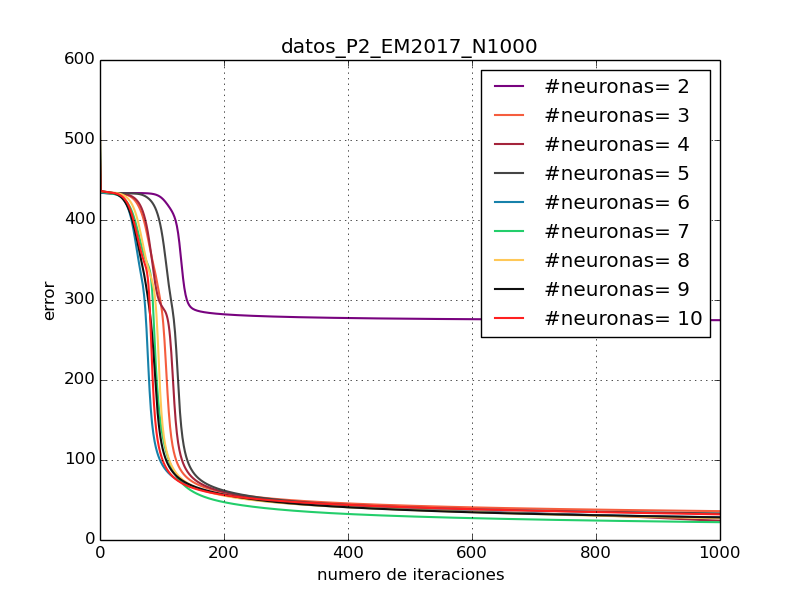 datos_P2_EM2017_N1000
600
500
400
300
200
100
0
error
0
200
400
600
800
1000
numero de iteraciones
#neuronas= 2
#neuronas= 3
#neuronas= 4
#neuronas= 5
#neuronas= 6
#neuronas= 7
#neuronas= 8
#neuronas= 9
#neuronas= 10